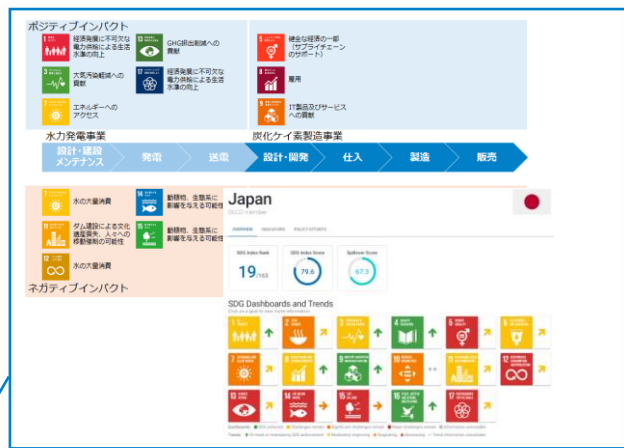 ポジティブインパクト
経済発展に不可欠な
電力供給による生活
水準の向上
GHG排出削減への
貢献
健全な経済の一部
(サプライチェーン
のサポート)
大気汚染軽減への
貢献
経済発展に不可欠な
電力供給による生活
水準の向上
雇用
エネルギーへの
アクセス
IT製品及びサービス
への貢献
水力発電事業
炭化ケイ素製造事業
設計・建設
メンテナンス
発電
送電
設計・開発
仕入
製造
販売
水の大量消費
動植物、生態系に
影響を与える可能性
ダム建設による文化
遺産損失、人々への
移動強制の可能性
動植物、生態系に
影響を与える可能性
水の大量消費
ネガティブインパクト
Japan
OECD member
OVERVIEW INDICATORS POLICY EFFORTS
SDG Index Rank
19/163
SDG Index Score
79.6
Spillover Score
67.3
SDG Dashboards and Trends
Click on a goal to view more information.